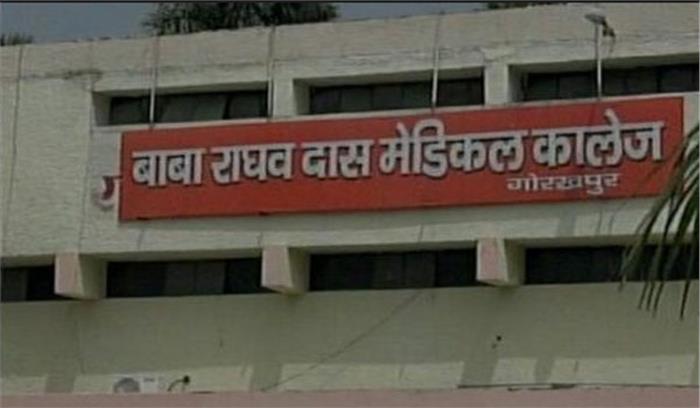 बाबा राघव दास मेडिकल कालेज
गोरखपुर